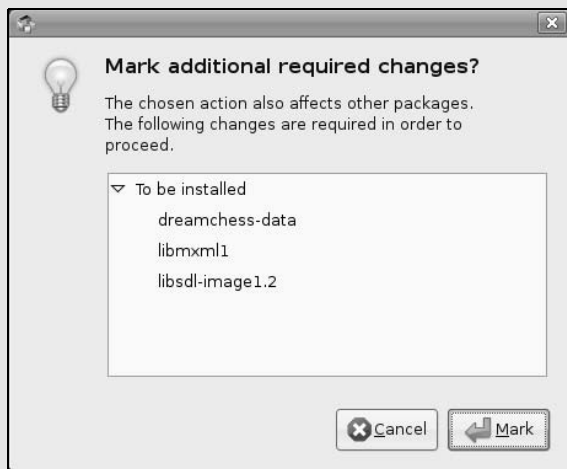 Mark additional required changes?
The chosen action also affects other packages.
The following changes are required in order to
proceed.
To be installed
dreamchess-data
libmxml1
libsdl-image1.2
Cancel
Mark